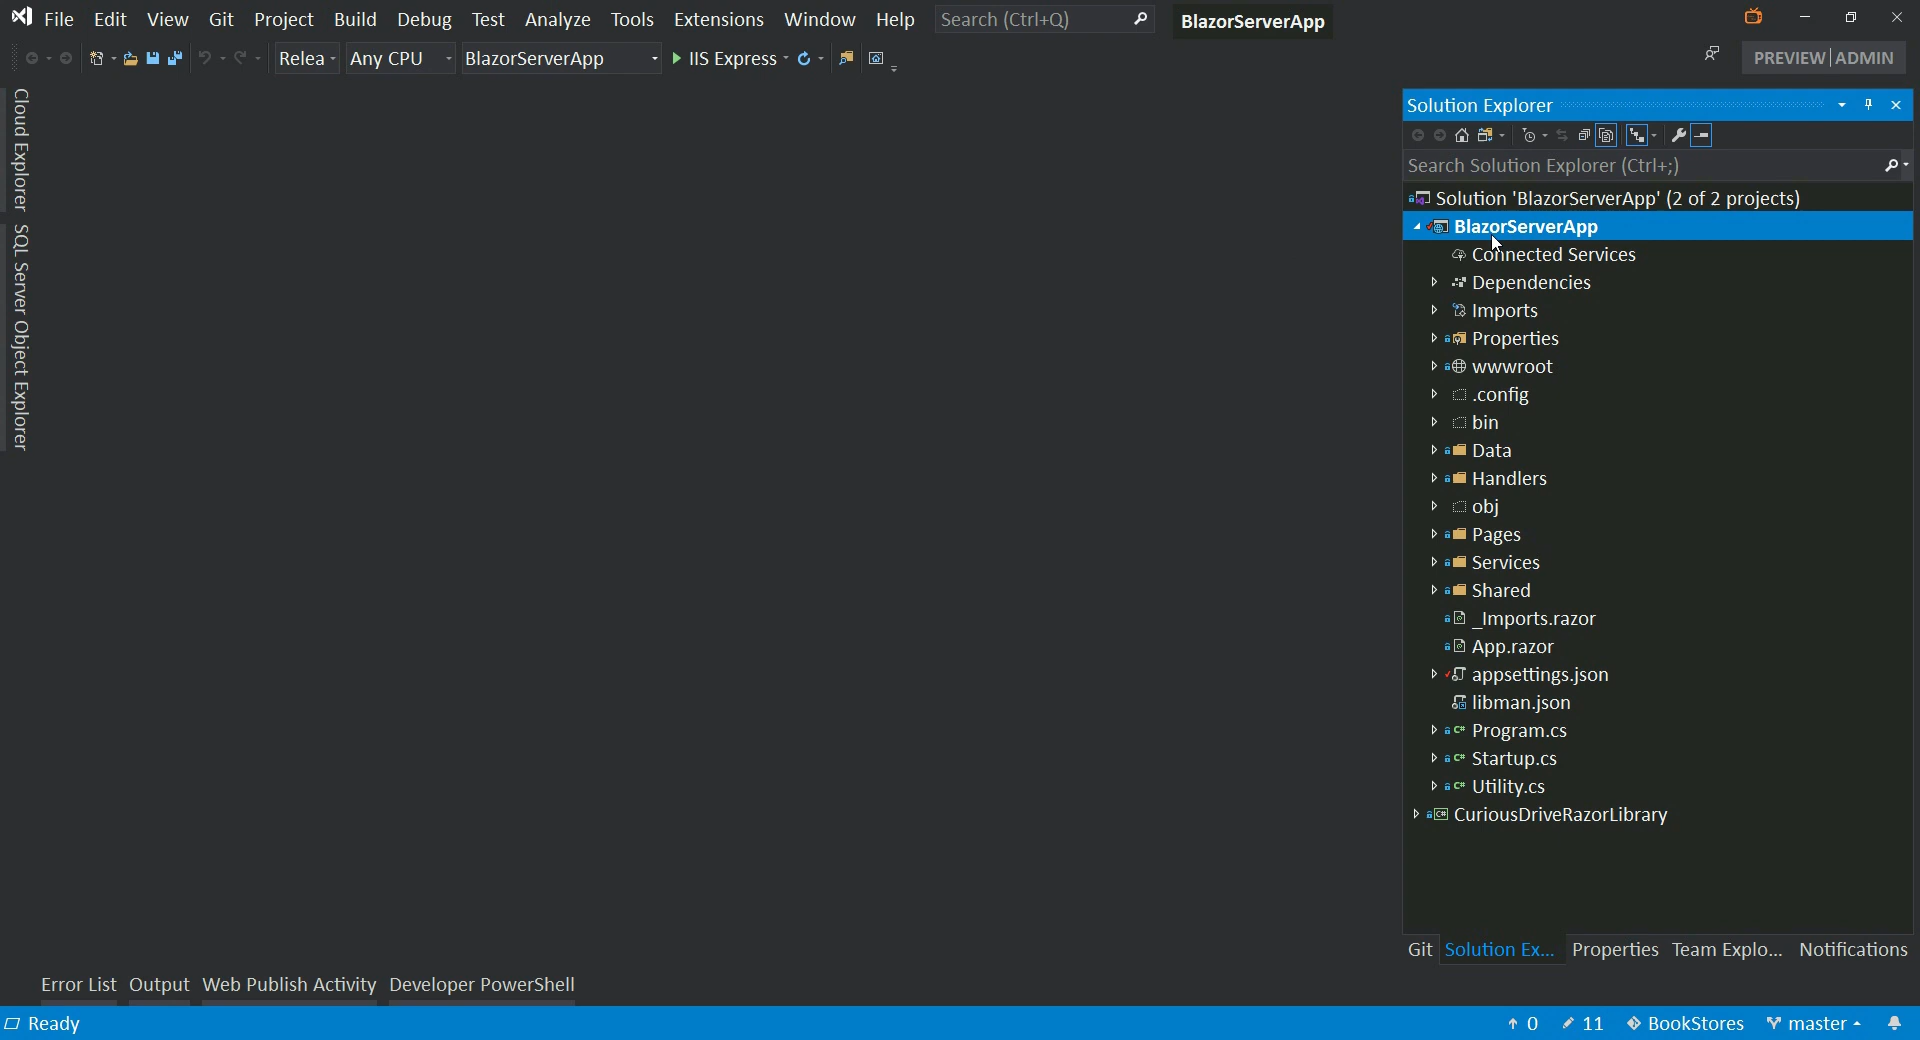 File Edit View Git Project Build Debug Test Analyze Tools Extensions Window Help Search (Ctrl+Q) BlazorServerApp
Relea Any CPU BlazorServerApp IIS Express PREVIEW | ADMIN
Cloud Explorer
SQL Server Object Explorer
Solution Explorer
Search Solution Explorer (Ctrl+;)
Solution 'BlazorServerApp' (2 of 2 projects)
BlazorServerApp
Connected Services
Dependencies
Imports
Properties
wwwroot
.config
bin
Data
Handlers
obj
Pages
Services
Shared
_Imports.razor
App.razor
appsettings.json
libman.json
C# Program.cs
C# Startup.cs
C# Utility.cs
C# CuriousDriveRazorLibrary
Git Solution Ex... Properties Team Explo... Notifications
Error List Output Web Publish Activity Developer PowerShell
Ready 0 11 BookStores master